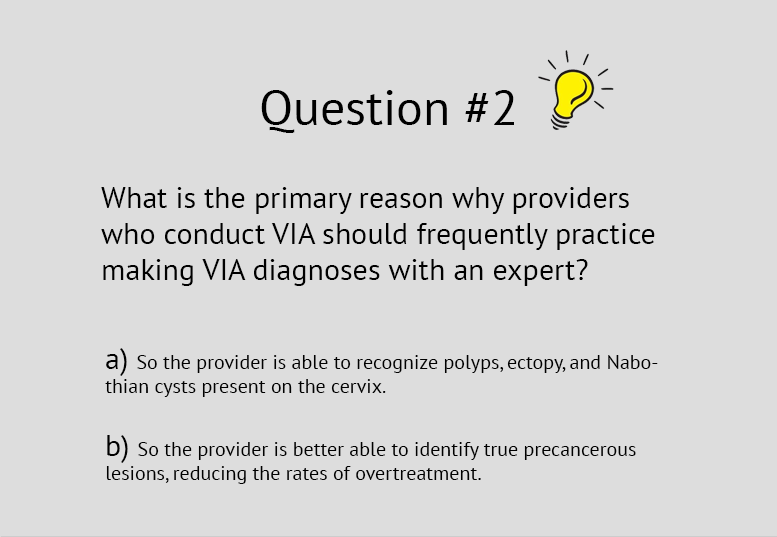 Question #2
What is the primary reason why providers
who conduct VIA should frequently practice
making VIA diagnoses with an expert?
a) So the provider is able to recognize polyps, ectopy, and Nabo-
thian cysts present on the cervix.
b) So the provider is better able to identify true precancerous
lesions, reducing the rates of overtreatment.